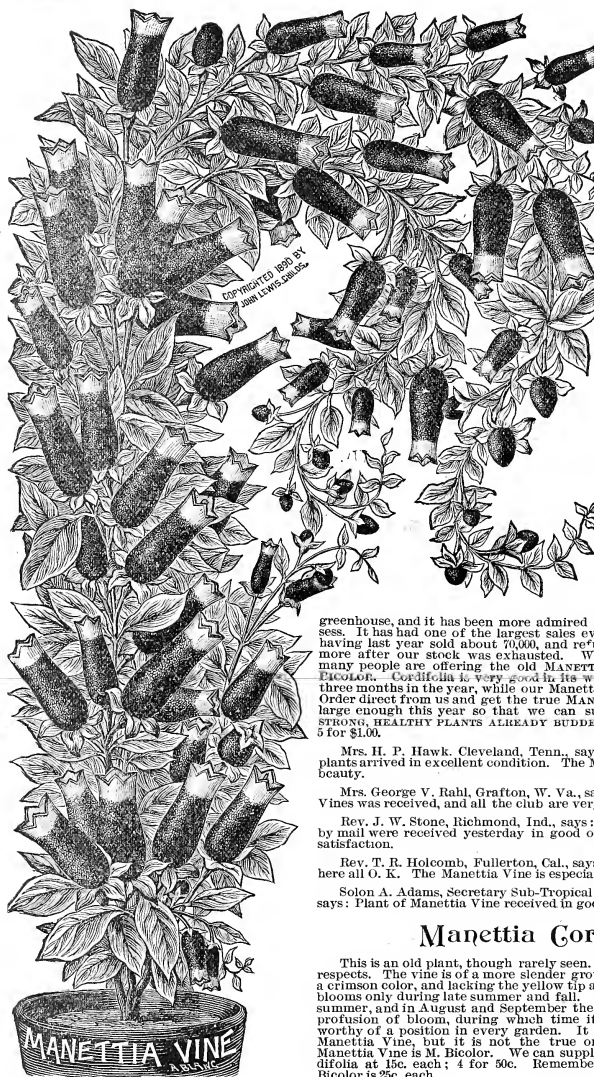 COPYRIGHTED 1890 BY
JOHN LEWIS CHILDS.
greenhouse, and it has been more admired
sess. It has had one of the largest sales ev
having last year sold about 70,000, and ref
more after our stock was exhausted. W
many people are offering the old MANETT
BICOLOR. Cordifolia is very good in its w
three months in the year, while our Manett
Order direct from us and get the true MAN
large enough this year so that we can su
STRONG, HEALTHY PLANTS ALREADY BUDDE
5 for $1.00.
Mrs. H. P. Hawk. Cleveland, Tenn., say
plants arrived in excellent condition. The M
beauty.
Mrs. George V. Rahl, Grafton, W. Va., sa
Vines was received, and all the club are ver
Rev. J. W. Stone, Richmond, Ind., says:
by mail were received yesterday in good o
satisfaction.
Rev. T. R. Holcomb, Fullerton, Cal., say
here all O. K. The Manettia Vine is especia
Solon A. Adams, Secretary Sub-Tropical
says: Plant of Manettia Vine received in goo
Manettia Cor
This is an old plant, though rarely seen.
respects. The vine is of a more slender gro
a crimson color, and lacking the yellow tip a
blooms only during late summer and fall.
summer, and in August and September the
profusion of bloom, during which time i
worthy of a position in every garden. It
Manettia Vine, but it is not the true o
Manettia Vine is M. Bicolor. We can suppl
difolia at 15c. each; 4 for 50c. Remembe
Bicolor is 25c. each
MANETTIA VINE
A. BLANC